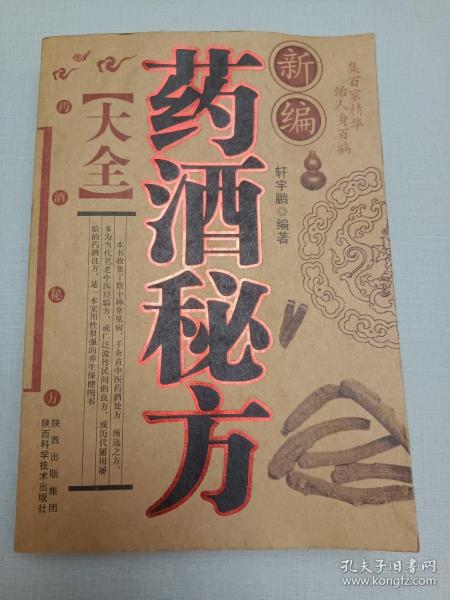 新编
药酒秘方
【大全】
集百家精华
治人身百病
轩宇鹏◎编著
药酒秘方
本书收集了数十种常见病，千余首中医药酒处方，所选之方，
多为当代名老中医经验方，或广泛流传民间的良方，或历代屡用屡
验的药酒良方，是一本实用性很强的养生保健图书
陕西出版集团
陕西科学技术出版社
孔夫子旧书网
www.kongfz.com